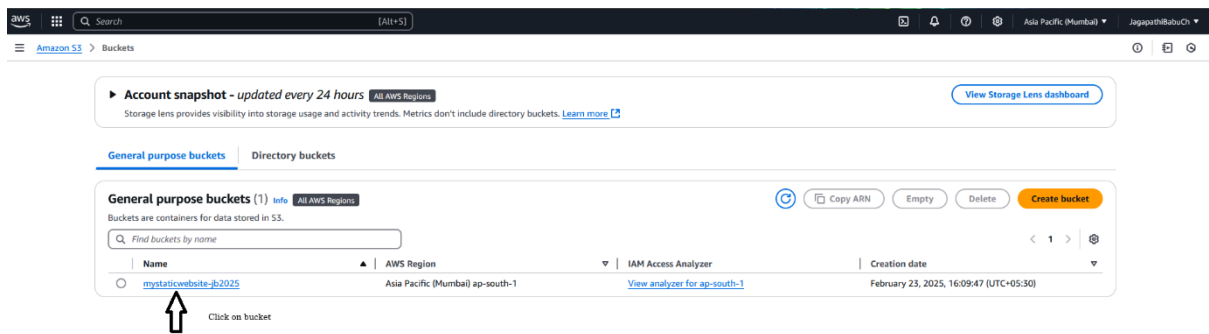 aws Search [Alt+S] Asia Pacific (Mumbai) JagapathiBabuCh
Amazon S3 > Buckets
Account snapshot - updated every 24 hours All AWS Regions View Storage Lens dashboard
Storage lens provides visibility into storage usage and activity trends. Metrics don't include directory buckets. Learn more
General purpose buckets Directory buckets
General purpose buckets (1) Info All AWS Regions Copy ARN Empty Delete Create bucket
Buckets are containers for data stored in S3.
Find buckets by name < 1 >
Name AWS Region IAM Access Analyzer Creation date
mystaticwebsite-jb2025 Asia Pacific (Mumbai) ap-south-1 View analyzer for ap-south-1 February 23, 2025, 16:09:47 (UTC+05:30)
Click on bucket